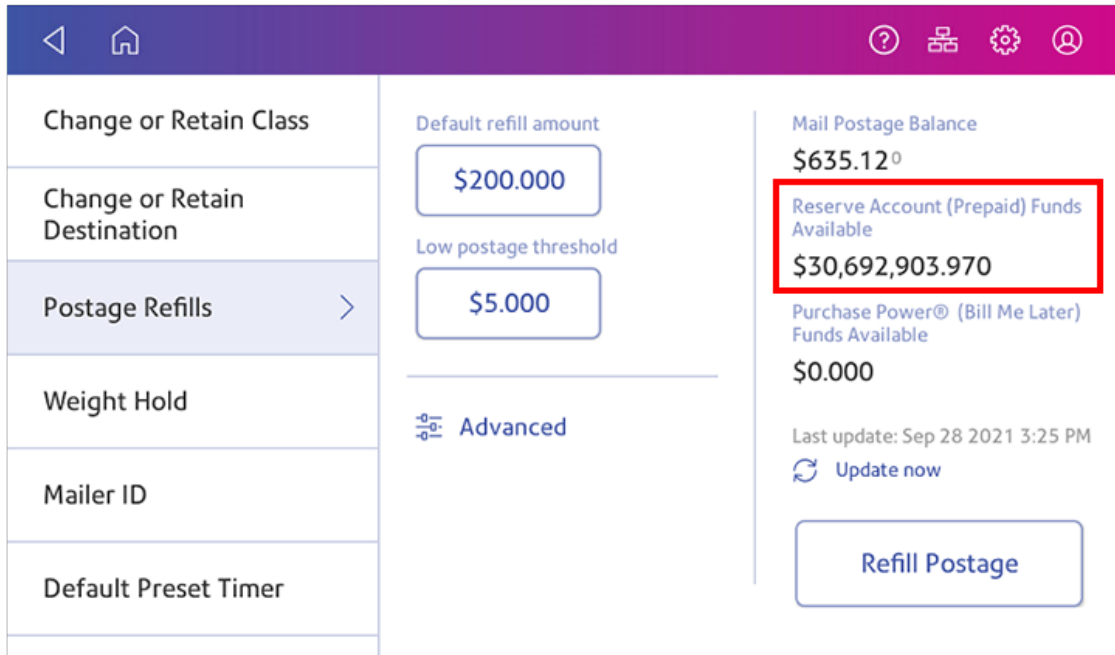 Change or Retain Class
Change or Retain
Destination
Postage Refills
Weight Hold
Mailer ID
Default Preset Timer
Default refill amount
$200.000
Low postage threshold
$5.000
Advanced
Mail Postage Balance
$635.120
Reserve Account (Prepaid) Funds
Available
$30,692,903.970
Purchase Power® (Bill Me Later)
Funds Available
$0.000
Last update: Sep 28 2021 3:25 PM
Update now
Refill Postage